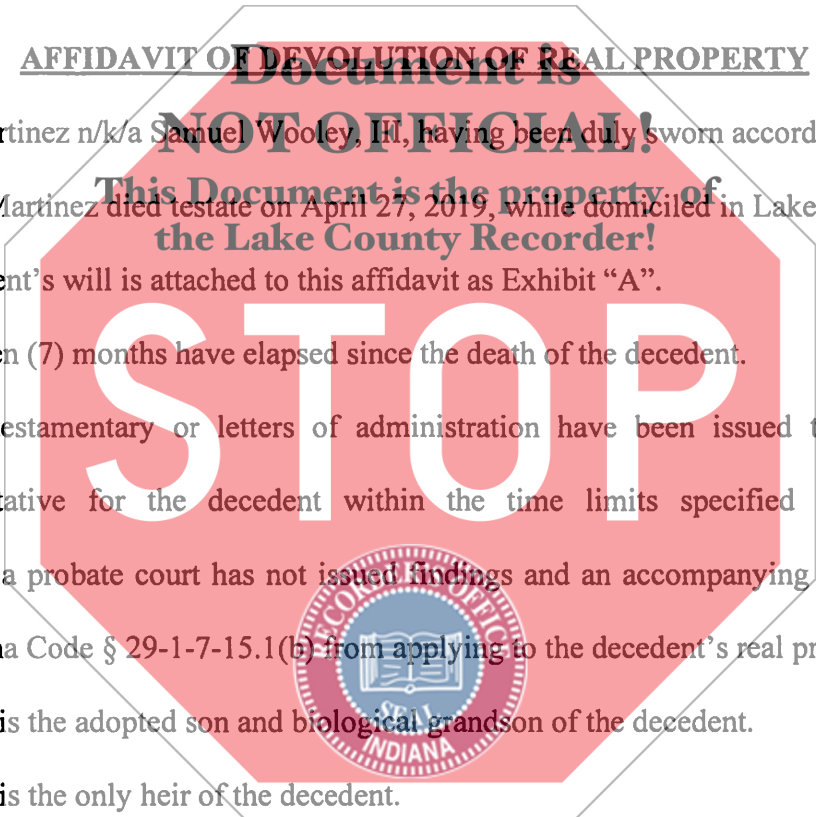 AFFIDAVIT OF DEVOLUTION OF REAL PROPERTY
Document is
rtinez n/k/a Samuel Wooley, III, having been duly sworn accord
NOT OFFICIAL!
This Document is the property of
Martinez died testate on April 27, 2019, while domiciled in Lake
the Lake County Recorder!
ent's will is attached to this affidavit as Exhibit “A”.
n (7) months have elapsed since the death of the decedent.
STOP
estamentary or letters of administration have been issued t
tative for the decedent within the time limits specified
a probate court has not issued findings and an accompanying
RECORDER OFFICE
a Code § 29-1-7-15.1(b) from applying to the decedent's real pr
is the adopted son and biological grandson of the decedent.
SEAL
INDIANA
is the only heir of the decedent.